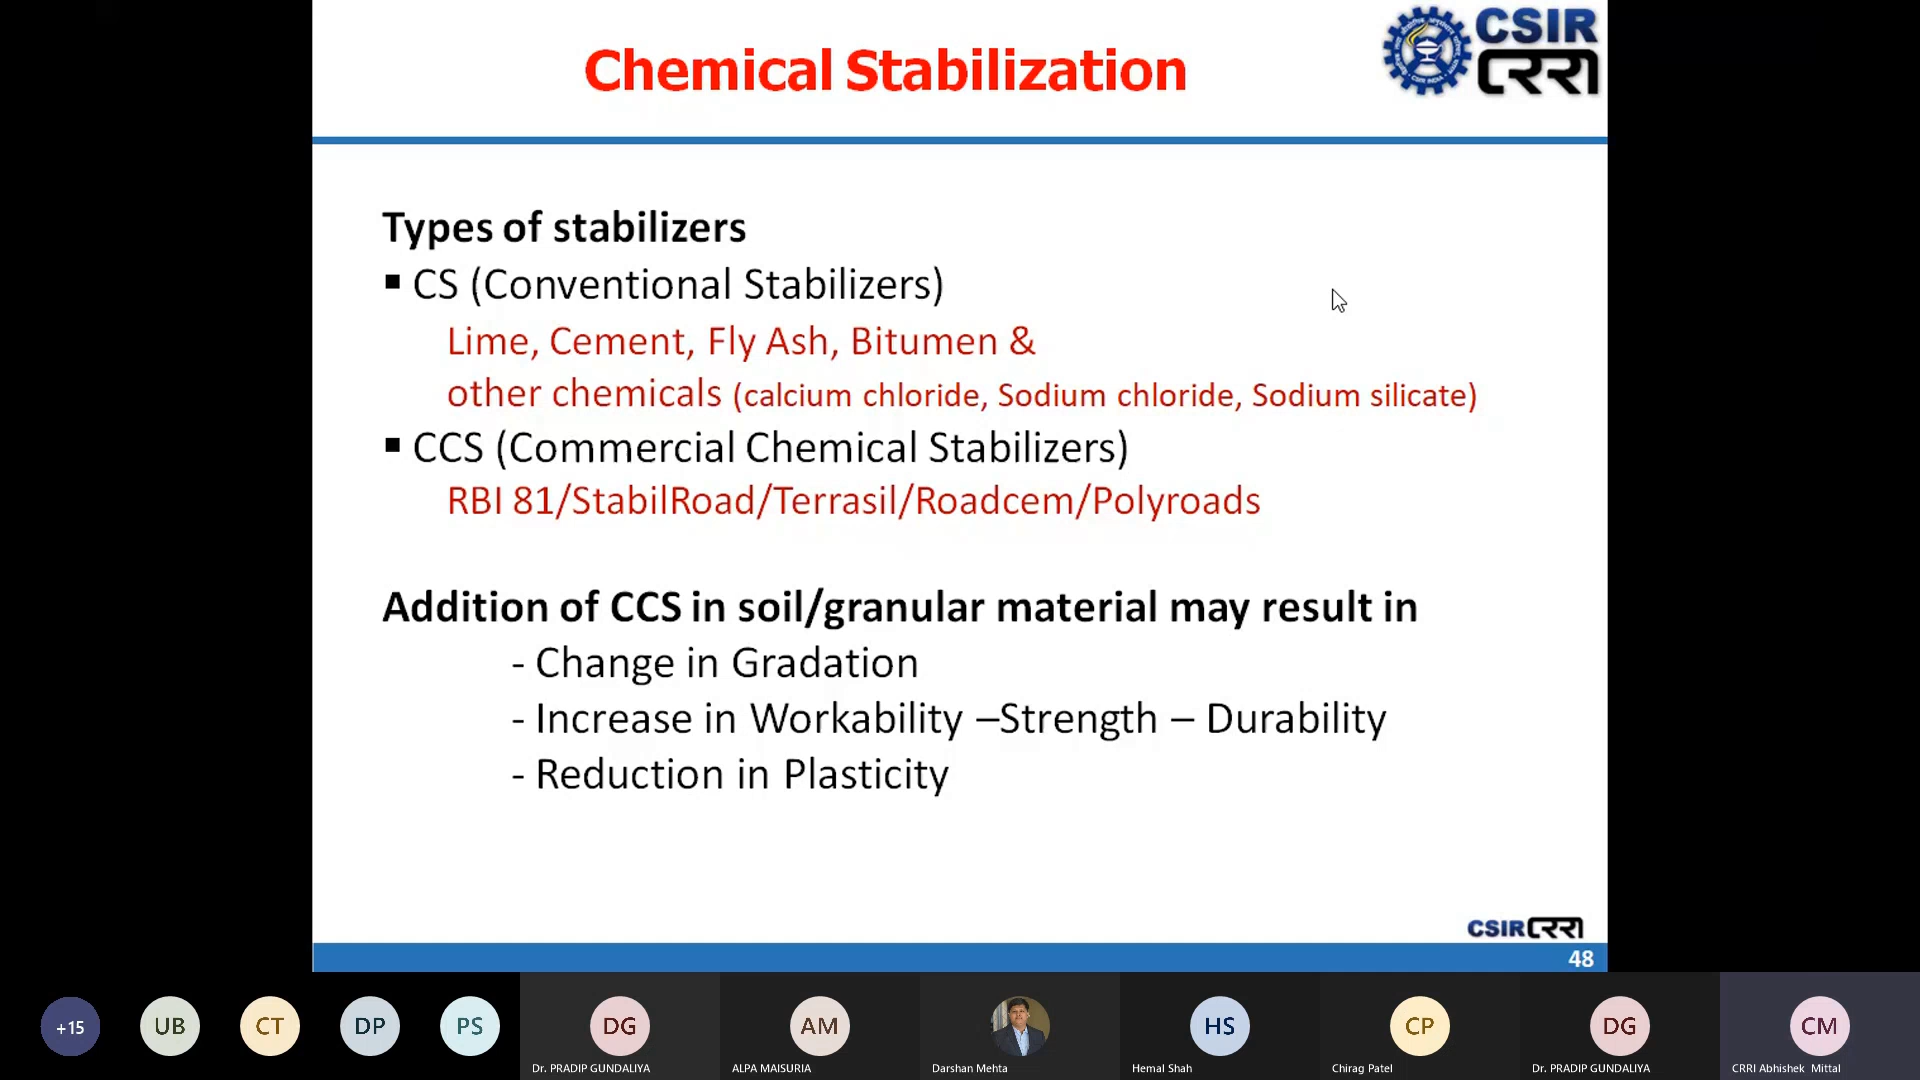 Chemical Stabilization
CSIR
CRRI
Types of stabilizers
▪ CS (Conventional Stabilizers)
Lime, Cement, Fly Ash, Bitumen &
other chemicals (calcium chloride, Sodium chloride, Sodium silicate)
▪ CCS (Commercial Chemical Stabilizers)
RBI 81/StabilRoad/Terrasil/Roadcem/Polyroads
Addition of CCS in soil/granular material may result in
- Change in Gradation
- Increase in Workability –Strength – Durability
- Reduction in Plasticity
CSIR CRRI
48
+15
UB
CT
DP
PS
DG
Dr. PRADIP GUNDALIYA
AM
ALPA MAISURIA
Darshan Mehta
HS
Hemal Shah
CP
Chirag Patel
DG
Dr. PRADIP GUNDALIYA
CM
CRRI Abhishek Mittal